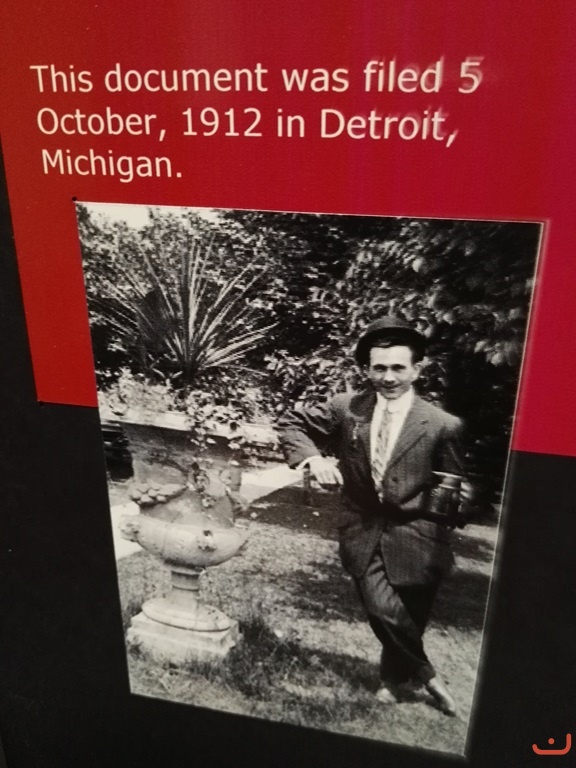 This document was filed 5
October, 1912 in Detroit,
Michigan.